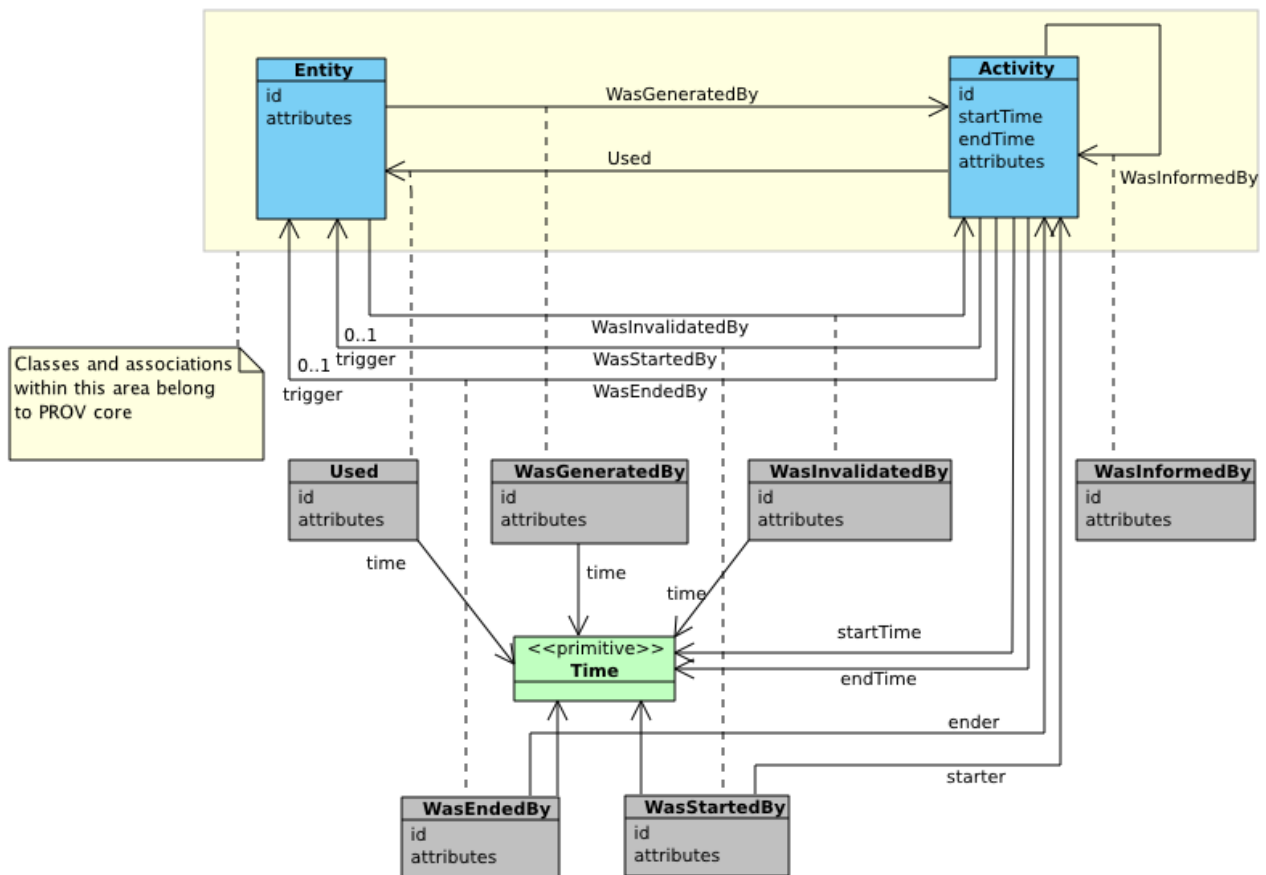 Entity
id
attributes
Activity
id
startTime
endTime
attributes
WasGeneratedBy
Used
WasInformedBy
WasInvalidatedBy
0..1
trigger
WasStartedBy
0..1
trigger
WasEndedBy
Classes and associations
within this area belong
to PROV core
Used
id
attributes
WasGeneratedBy
id
attributes
WasInvalidatedBy
id
attributes
WasInformedBy
id
attributes
time
time
time
startTime
endTime
<<primitive>>
Time
ender
starter
WasEndedBy
id
attributes
WasStartedBy
id
attributes